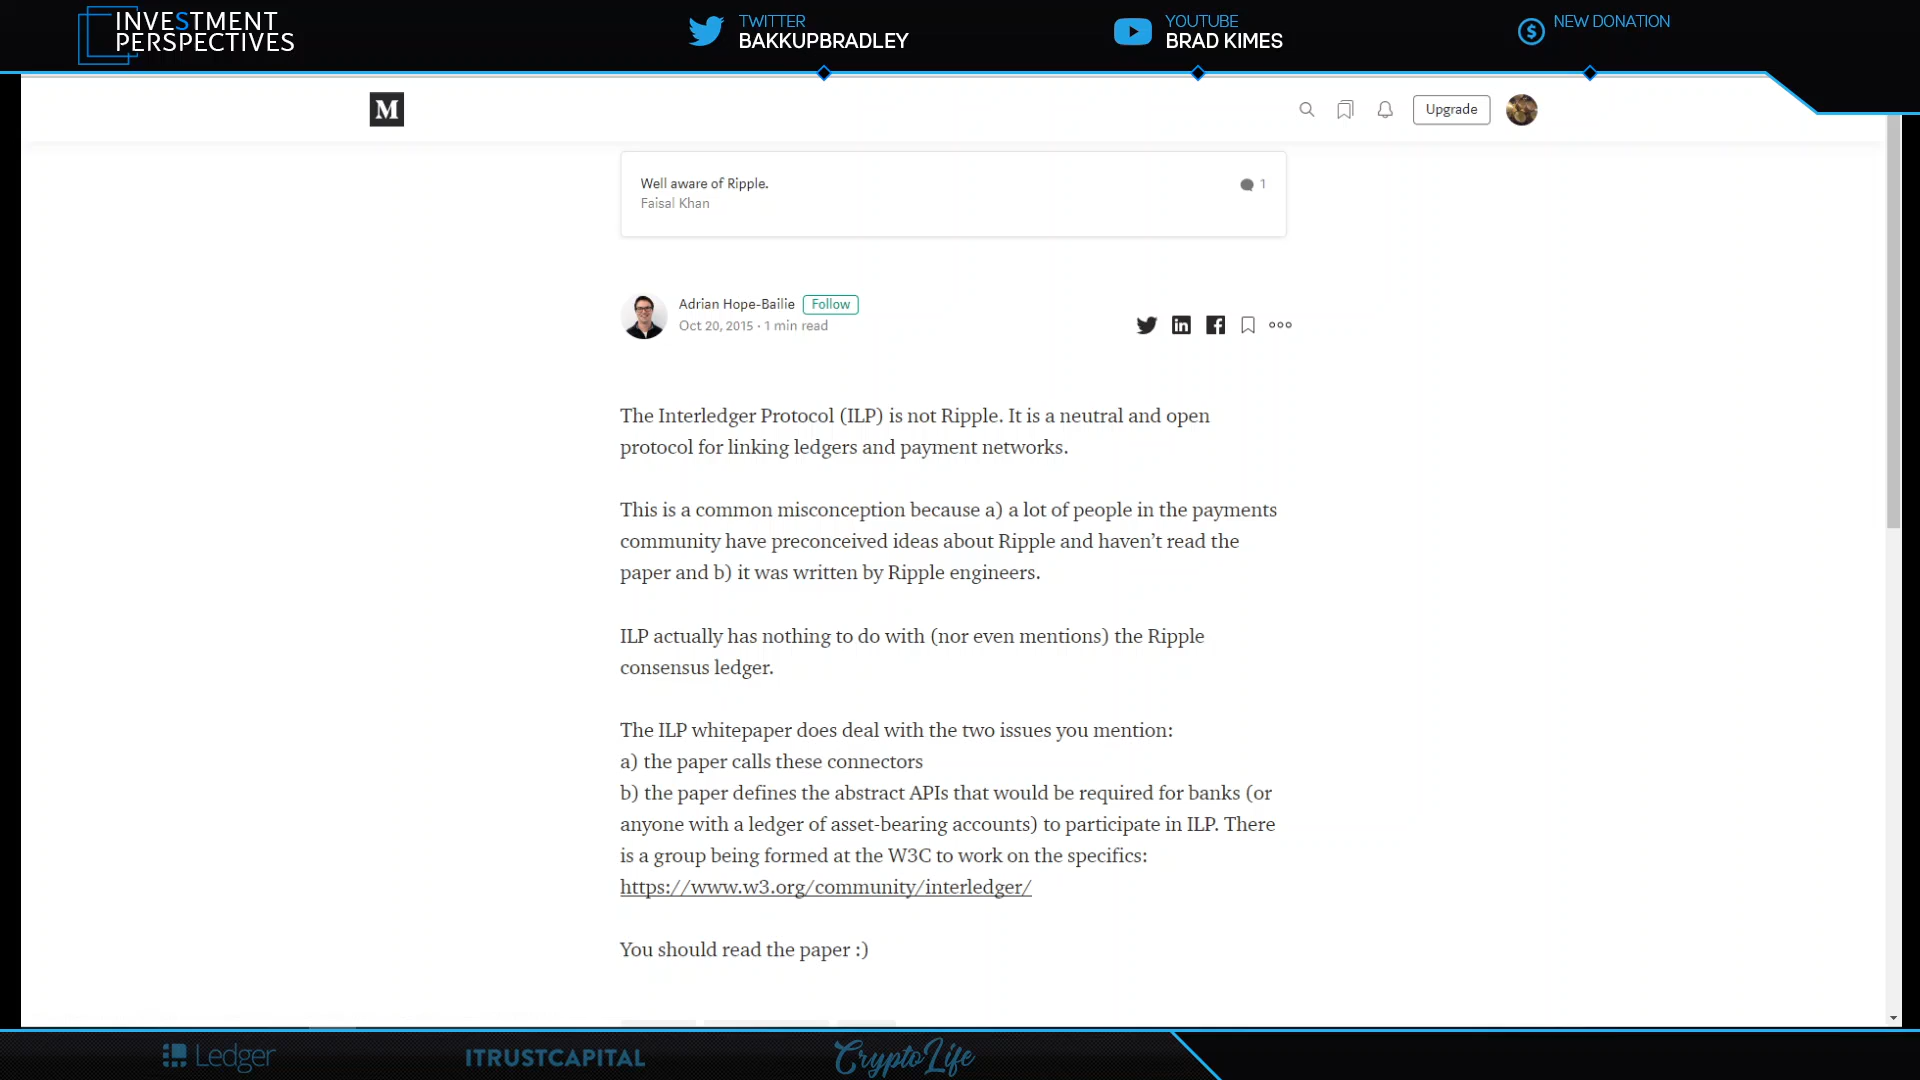 INVESTMENT
PERSPECTIVES
TWITTER
BAKKUPBRADLEY
YOUTUBE
BRAD KIMES
NEW DONATION
M
Upgrade
Well aware of Ripple.
1
Faisal Khan
Adrian Hope-Bailie Follow
Oct 20, 2015 · 1 min read
The Interledger Protocol (ILP) is not Ripple. It is a neutral and open
protocol for linking ledgers and payment networks.
This is a common misconception because a) a lot of people in the payments
community have preconceived ideas about Ripple and haven’t read the
paper and b) it was written by Ripple engineers.
ILP actually has nothing to do with (nor even mentions) the Ripple
consensus ledger.
The ILP whitepaper does deal with the two issues you mention:
a) the paper calls these connectors
b) the paper defines the abstract APIs that would be required for banks (or
anyone with a ledger of asset-bearing accounts) to participate in ILP. There
is a group being formed at the W3C to work on the specifics:
https://www.w3.org/community/interledger/
You should read the paper :)
Ledger
ITRUSTCAPITAL
CryptoLife